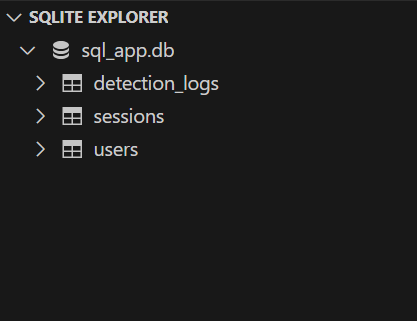 SQLITE EXPLORER
sql_app.db
detection_logs
sessions
users